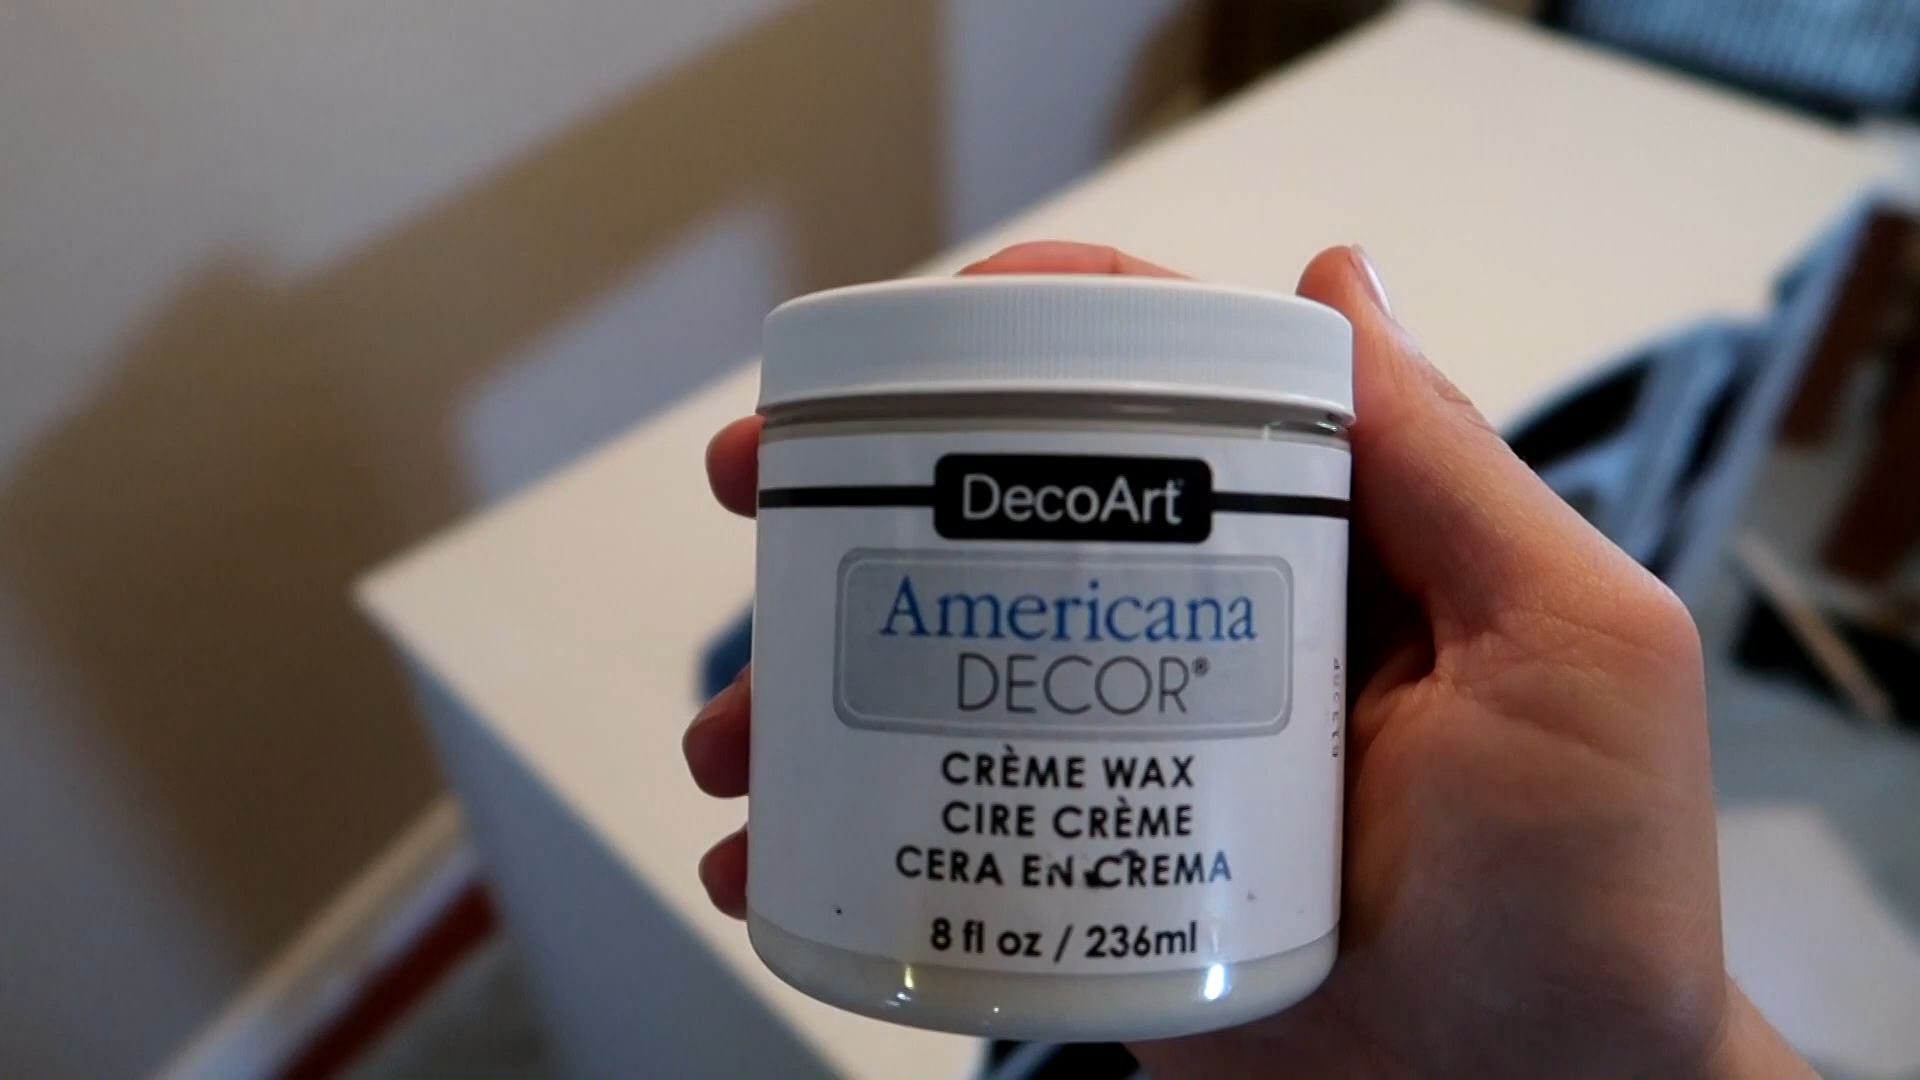 DecoArt
Americana
DECOR®
CRÈME WAX
CIRE CRÈME
CERA EN CREMA
8 fl oz / 236ml